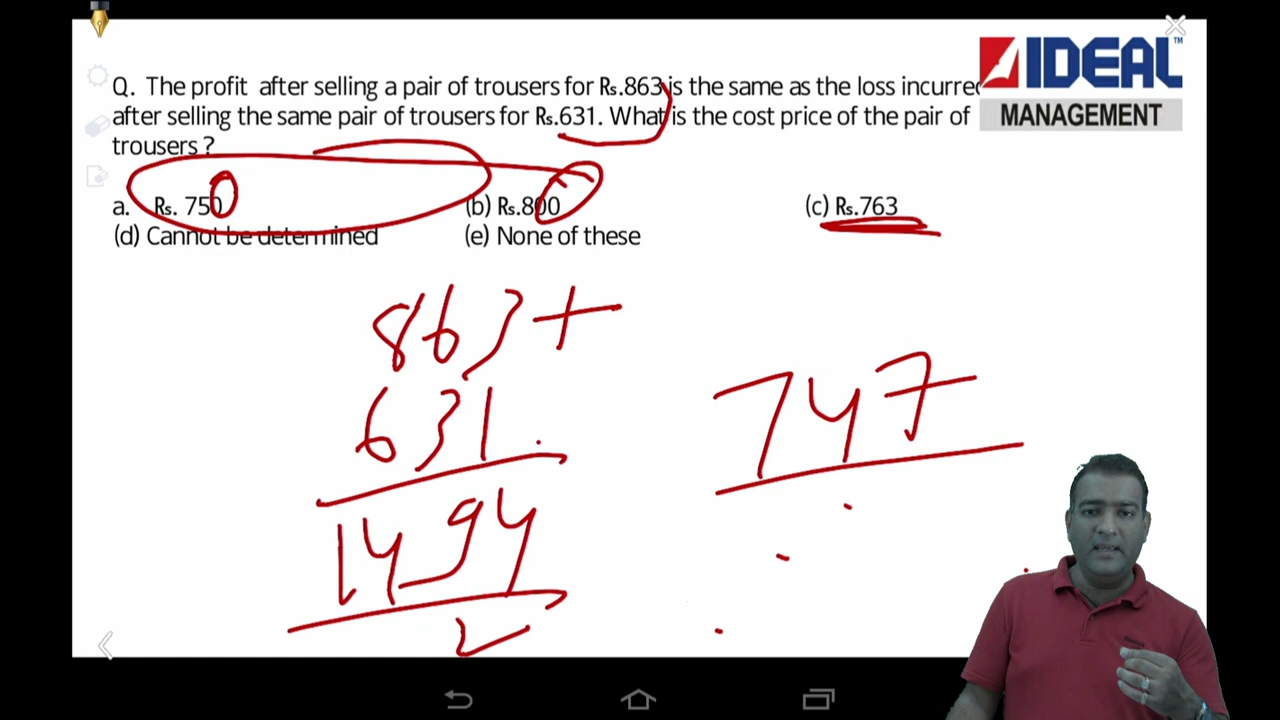 IDEAL TM
MANAGEMENT
Q. The profit after selling a pair of trousers for Rs.863 is the same as the loss incurred
after selling the same pair of trousers for Rs.631. What is the cost price of the pair of
trousers ?
a. Rs. 750 (b) Rs.800 (c) Rs.763
(d) Cannot be determined (e) None of these
863+
631
1494
2
747